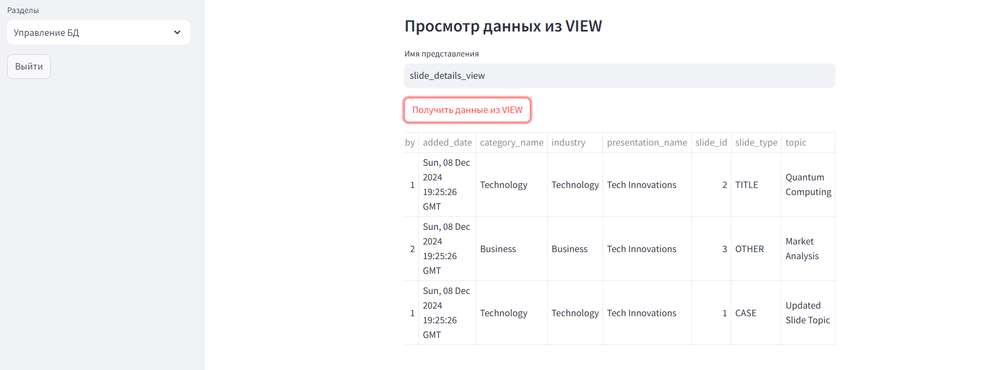 Разделы
Управление БД
Выйти
Просмотр данных из VIEW
Имя представления
slide_details_view
Получить данные из VIEW
_by added_date category_name industry presentation_name slide_id slide_type topic
1 Sun, 08 Dec 2024 19:25:26 GMT Technology Technology Tech Innovations 2 TITLE Quantum Computing
2 Sun, 08 Dec 2024 19:25:26 GMT Business Business Tech Innovations 3 OTHER Market Analysis
1 Sun, 08 Dec 2024 19:25:26 GMT Technology Technology Tech Innovations 1 CASE Updated Slide Topic